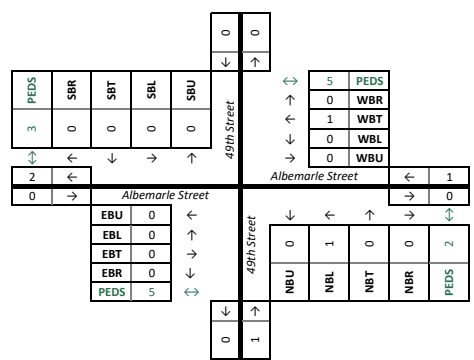 0 0
↓ ↑
PEDS SBR SBT SBL SBU
3 0 0 0 0
↕ ← ↓ → ↑
49th Street
↔ 5 PEDS
↑ 0 WBR
← 1 WBT
↓ 0 WBL
→ 0 WBU
2 ←
0 →
Albemarle Street
Albemarle Street
← 1
→ 0
EBU 0 ←
EBL 0 ↑
EBT 0 →
EBR 0 ↓
PEDS 5 ↔
49th Street
↓ ← ↑ → ↕
0 1 0 0 2
NBU NBL NBT NBR PEDS
↓ ↑
0 1